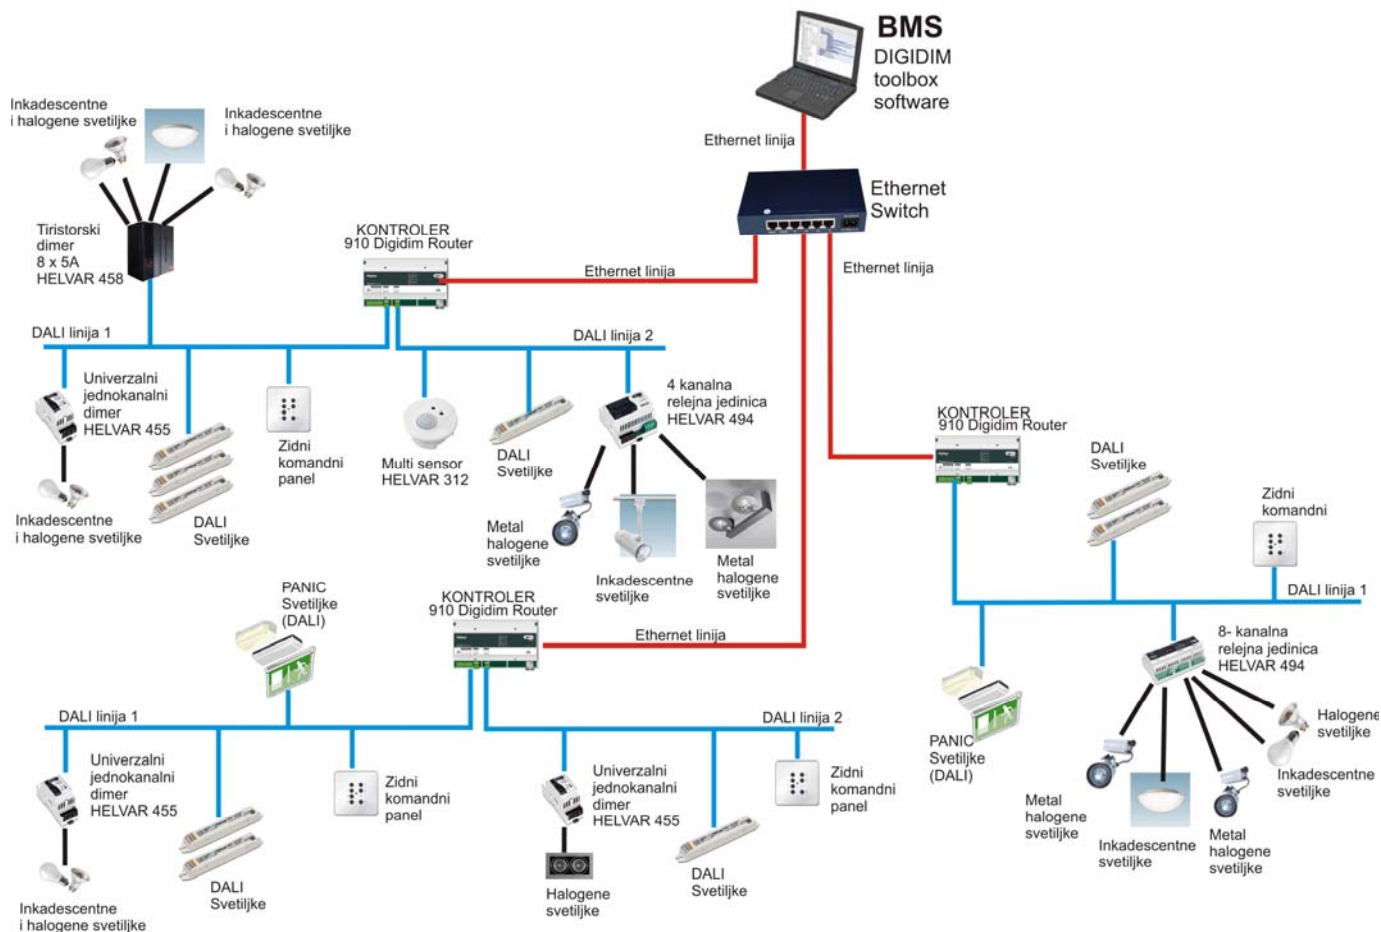 BMS
DIGIDIM
toolbox
software
Ethernet linija
Ethernet
Switch
Ethernet linija
Ethernet linija
Inkadescentne
i halogene svetiljke
Inkadescentne
i halogene svetiljke
Tiristorski
dimer
8 x 5A
HELVAR 458
KONTROLER
910 Digidim Router
DALI linija 1
DALI linija 2
Univerzalni
jednokanalni
dimer
HELVAR 455
Inkadescentne
i halogene svetiljke
DALI
Svetiljke
Zidni
komandni
panel
Multi sensor
HELVAR 312
DALI
Svetiljke
4 kanalna
relejna jedinica
HELVAR 494
Metal
halogene
svetiljke
Inkadescentne
svetiljke
Metal
halogene
svetiljke
KONTROLER
910 Digidim Router
DALI
Svetiljke
Zidni
komandni
DALI linija 1
PANIC
Svetiljke
(DALI)
8- kanalna
relejna jedinica
HELVAR 494
Metal
halogene
svetiljke
Inkadescentne
svetiljke
Metal
halogene
svetiljke
Inkadescentne
svetiljke
Halogene
svetiljke
PANIC
Svetiljke
(DALI)
KONTROLER
910 Digidim Router
Ethernet linija
DALI linija 1
DALI linija 2
Univerzalni
jednokanalni
dimer
HELVAR 455
Inkadescentne
i halogene svetiljke
DALI
Svetiljke
Zidni
komandni
panel
Univerzalni
jednokanalni
dimer
HELVAR 455
Halogene
svetiljke
DALI
Svetiljke
Zidni
komandni
panel